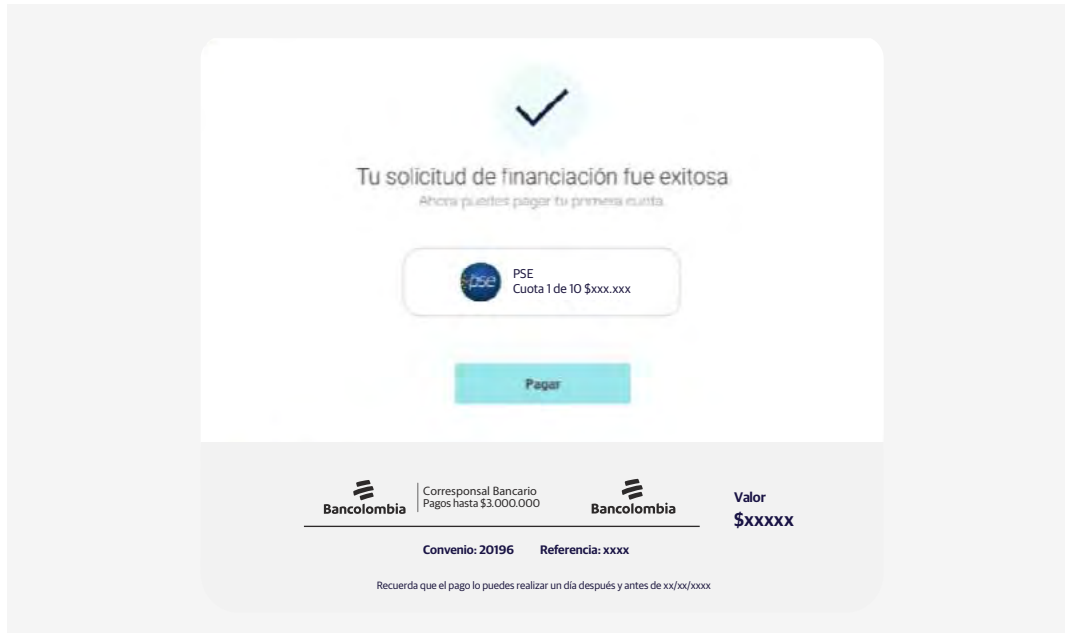 Tu solicitud de financiación fue exitosa
Ahora puedes pagar tu primera cuota.
pse
PSE
Cuota 1 de 10 $xxx.xxx
Pagar
Bancolombia
Corresponsal Bancario
Pagos hasta $3.000.000
Bancolombia
Valor
$xxxxx
Convenio: 20196 Referencia: xxxx
Recuerda que el pago lo puedes realizar un día después y antes de xx/xx/xxxx